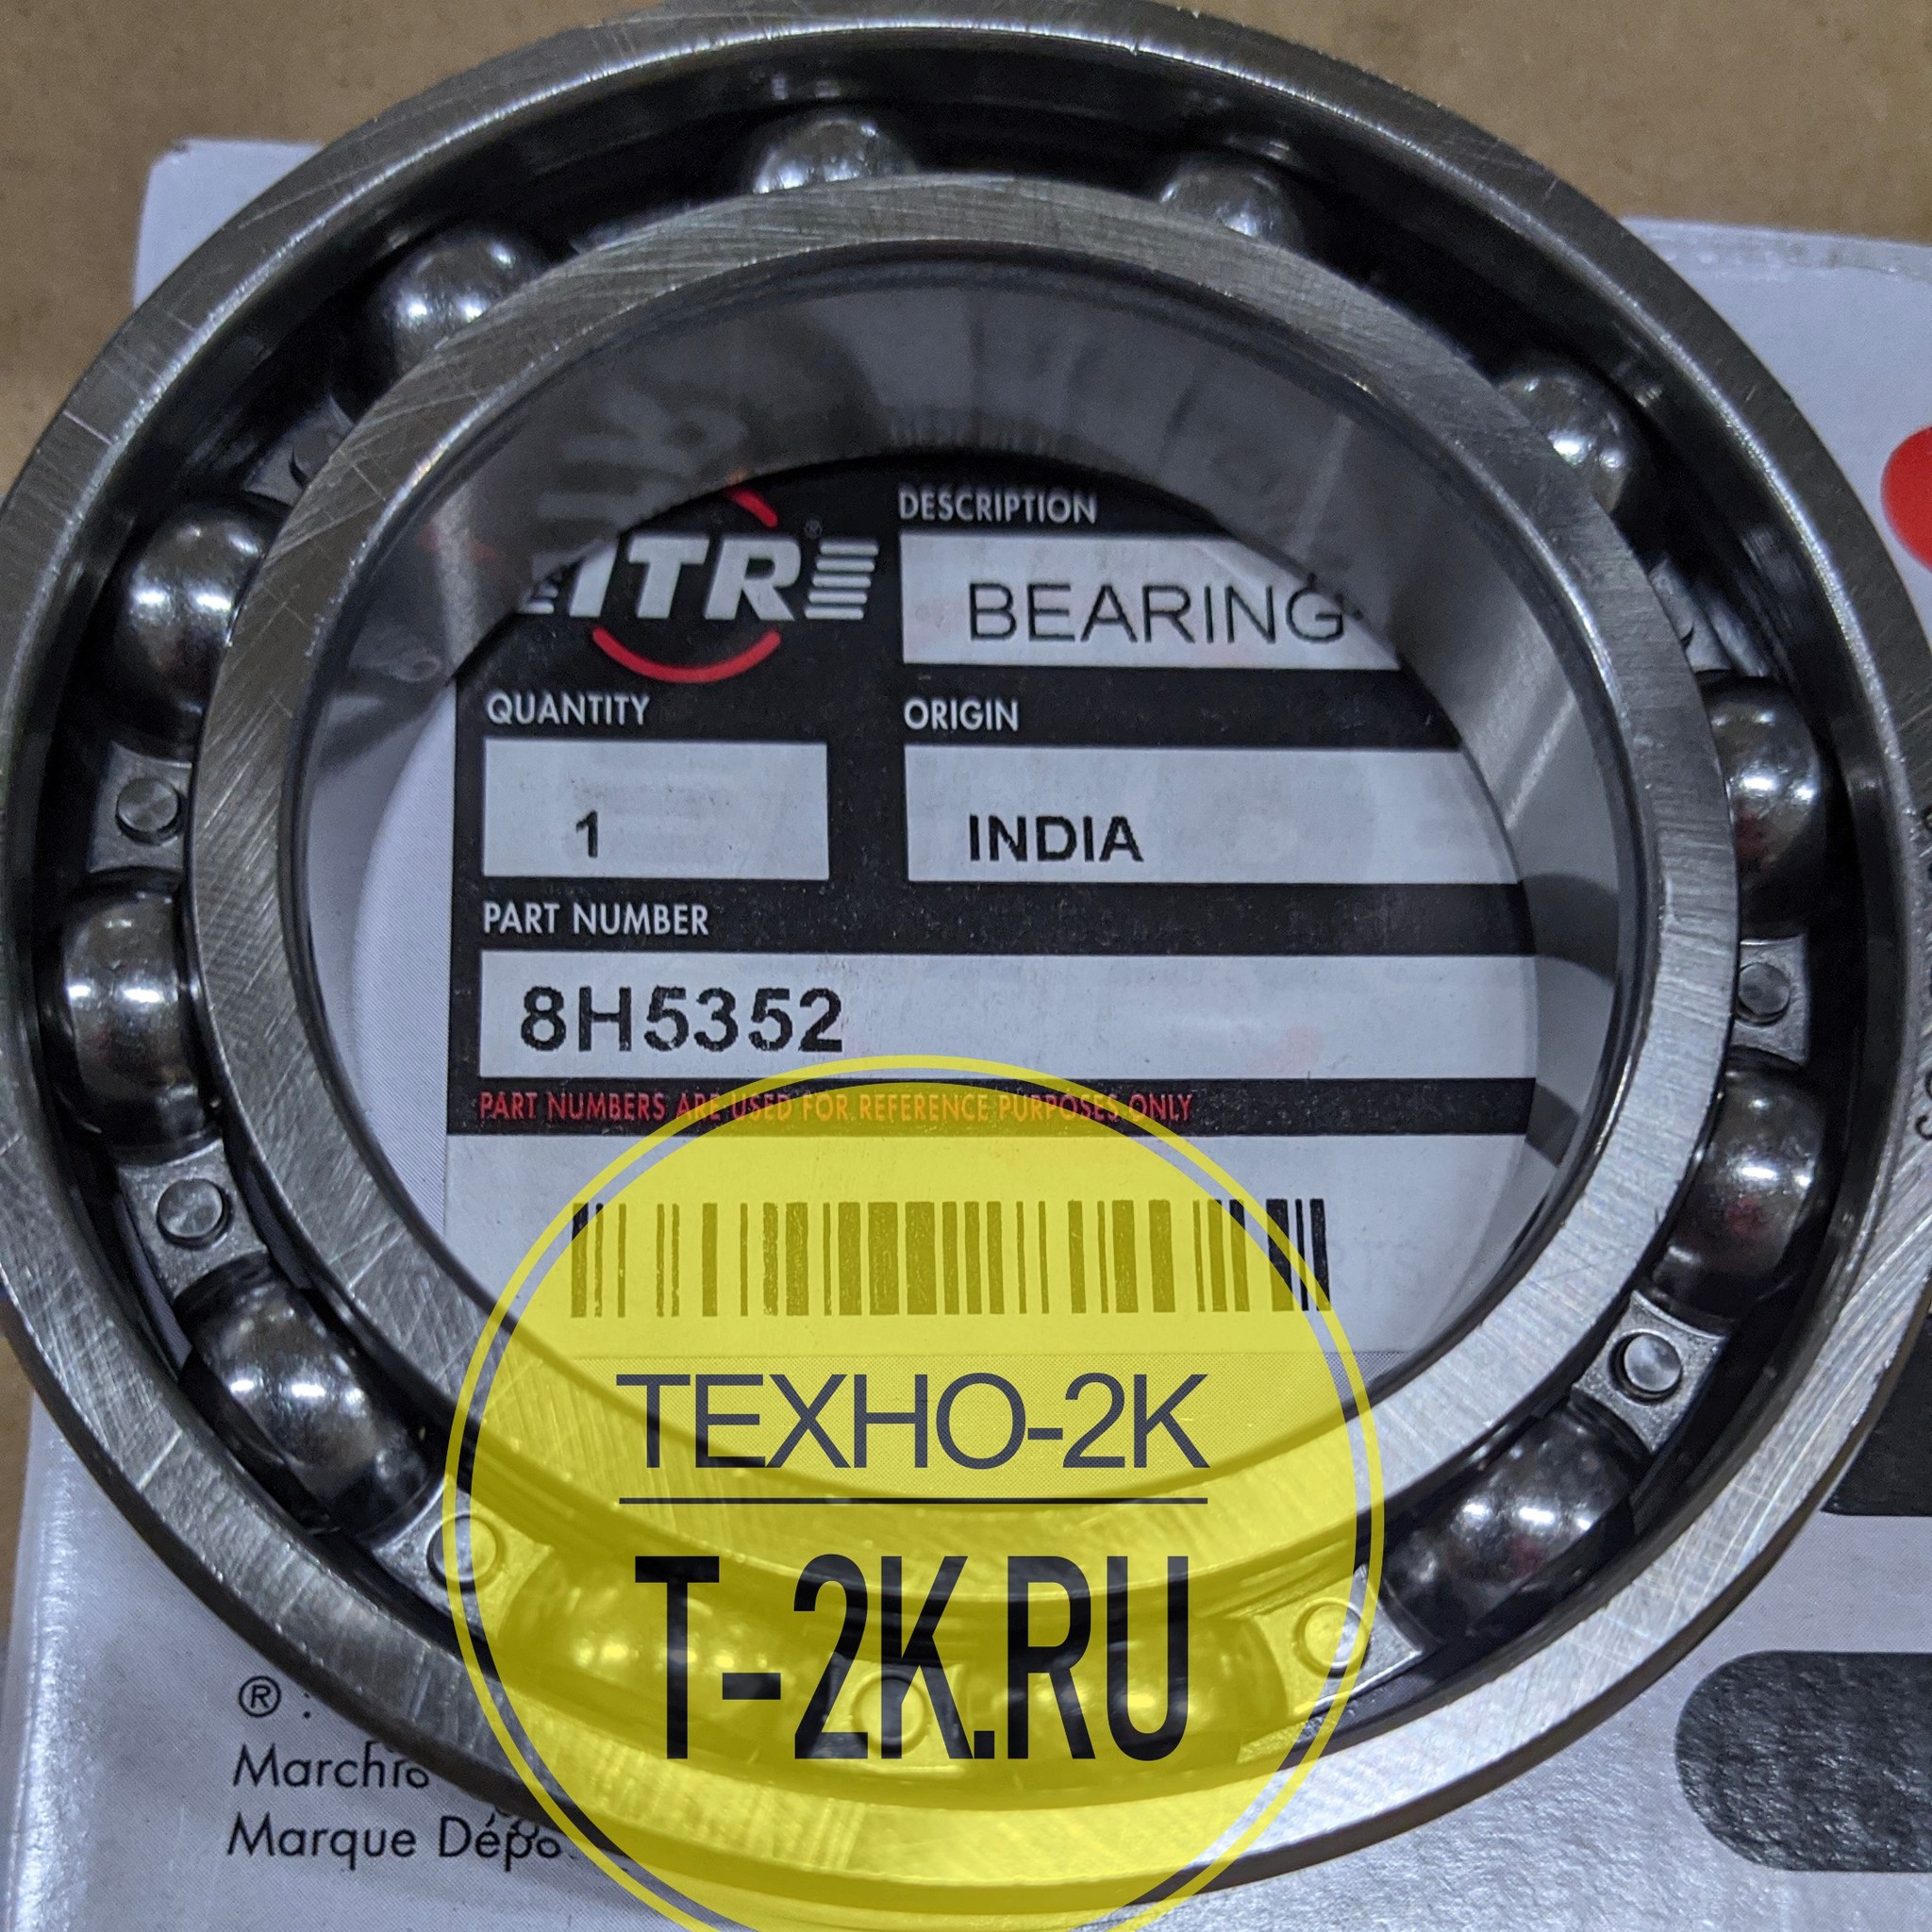 ITR
®
DESCRIPTION
BEARING
QUANTITY
ORIGIN
1
INDIA
PART NUMBER
8H5352
PART NUMBERS ARE USED FOR REFERENCE PURPOSES ONLY
ТЕХНО-2К
T-2K.RU
® :
Marque